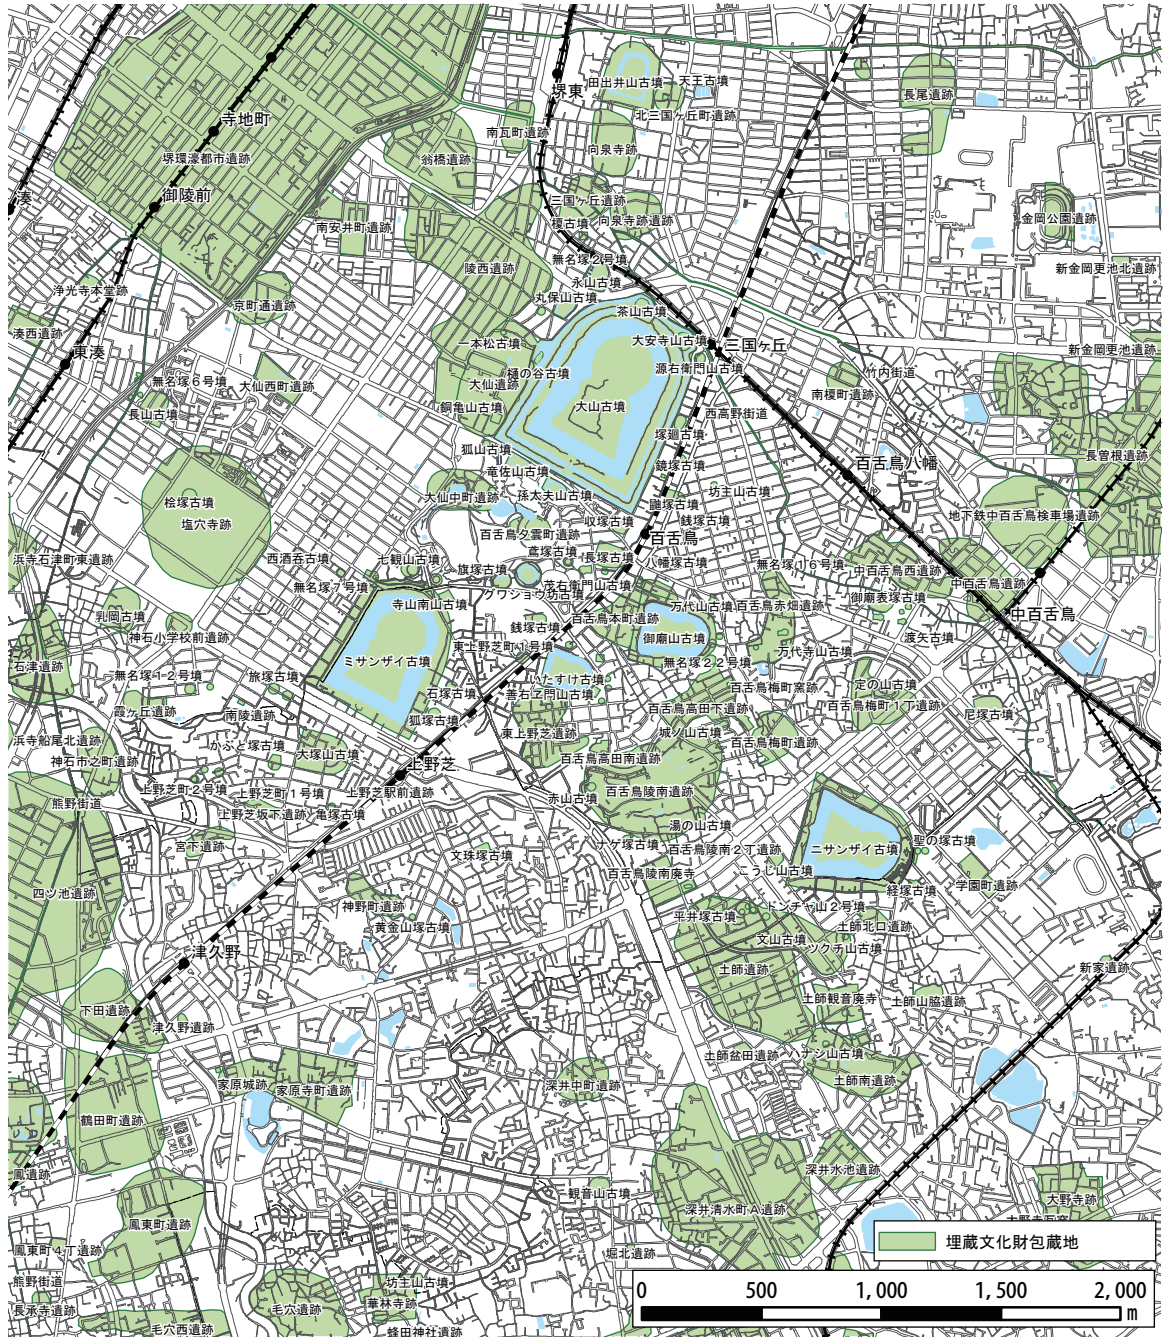 堺東
田出井山古墳
天王古墳
長尾遺跡
寺地町
北三国ヶ丘町遺跡
南瓦町遺跡
向泉寺跡
堺環濠都市遺跡
翁橋遺跡
御陵前
湊
三国ヶ丘遺跡
向泉寺跡遺跡
榎古墳
金岡公園遺跡
南安井町遺跡
無名塚２号墳
陵西遺跡
新金岡更池北遺跡
永山古墳
浄光寺本堂跡
丸保山古墳
京町通遺跡
茶山古墳
湊西遺跡
大安寺山古墳
三国ヶ丘
一本松古墳
東湊
新金岡更池遺跡
樋の谷古墳
源右衛門山古墳
竹内街道
無名塚６号墳
大仙西町遺跡
大仙遺跡
南榎町遺跡
長山古墳
銅亀山古墳
大山古墳
西高野街道
塚廻古墳
狐山古墳
長曽根遺跡
百舌鳥八幡
竜佐山古墳
鏡塚古墳
大仙中町遺跡
孫太夫山古墳
坊主山古墳
桧塚古墳
塩穴寺跡
鼬塚古墳
地下鉄中百舌鳥検車場遺跡
収塚古墳
銭塚古墳
百舌鳥夕雲町遺跡
百舌鳥
浜寺石津町東遺跡
西酒呑古墳
七観山古墳
鳶塚古墳
長塚古墳
八幡塚古墳
無名塚１６号墳
旗塚古墳
中百舌鳥西遺跡
無名塚７号墳
茂右衛門山古墳
中百舌鳥遺跡
グワショウ坊古墳
御廟表塚古墳
寺山南山古墳
万代山古墳
百舌鳥赤畑遺跡
中百舌鳥
乳岡古墳
百舌鳥本町遺跡
銭塚古墳
神石小学校前遺跡
東上野芝町１号墳
御廟山古墳
渡矢古墳
万代寺山古墳
石津遺跡
ミサンザイ古墳
無名塚２２号墳
無名塚１２号墳
旅塚古墳
いたすけ古墳
百舌鳥梅町窯跡
定の山古墳
石塚古墳
善右ヱ門山古墳
霞ヶ丘遺跡
南陵遺跡
狐塚古墳
百舌鳥高田下遺跡
百舌鳥梅町１丁遺跡
尼塚古墳
浜寺船尾北遺跡
かぶと塚古墳
東上野芝遺跡
城ノ山古墳
百舌鳥梅町遺跡
大塚山古墳
神石市之町遺跡
百舌鳥高田南遺跡
上野芝
上野芝町２号墳
上野芝町１号墳
上野芝駅前遺跡
百舌鳥陵南遺跡
熊野街道
赤山古墳
上野芝坂下遺跡
亀塚古墳
湯の山古墳
聖の塚古墳
宮下遺跡
ナゲ塚古墳
百舌鳥陵南２丁遺跡
ニサンザイ古墳
文珠塚古墳
百舌鳥陵南廃寺
こうじ山古墳
四ツ池遺跡
経塚古墳
学園町遺跡
神野町遺跡
ドンチャ山２号墳
平井塚古墳
黄金山塚古墳
土師北口遺跡
文山古墳
ツクチ山古墳
津久野
土師遺跡
新家遺跡
下田遺跡
土師観音廃寺
土師山脇遺跡
津久野遺跡
土師盆田遺跡
ハナシ山古墳
家原城跡
家原寺町遺跡
深井中町遺跡
土師南遺跡
鶴田町遺跡
鳳遺跡
深井水池遺跡
観音山古墳
大野寺跡
深井清水町Ａ遺跡
鳳東町遺跡
鳳東町４丁遺跡
堀北遺跡
埋蔵文化財包蔵地
熊野街道
坊主山古墳
長承寺遺跡
毛穴遺跡
華林寺跡
毛穴西遺跡
蜂田神社遺跡
0 500 1,000 1,500 2,000
m